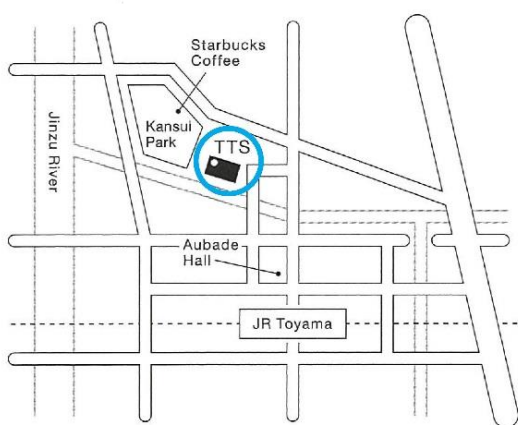 Starbucks
Coffee
Kansui
Park
TTS
Jinzu River
Aubade
Hall
JR Toyama